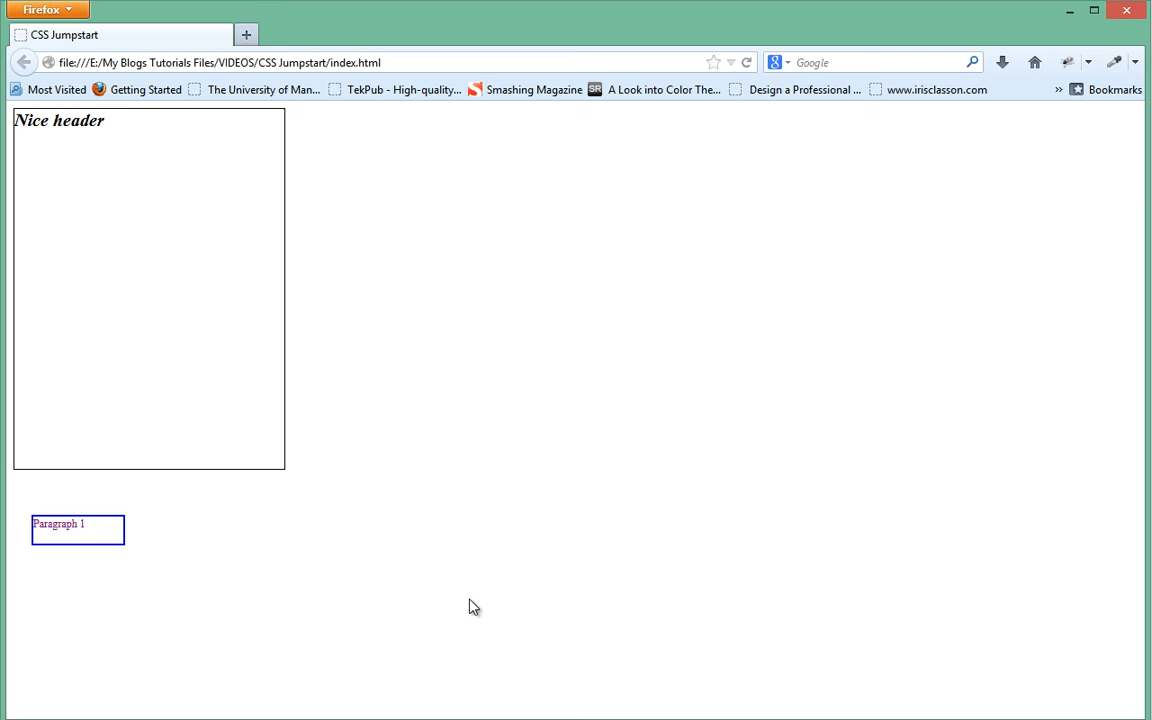 Firefox
CSS Jumpstart
file:///E:/My Blogs Tutorials Files/VIDEOS/CSS Jumpstart/index.html
Google
Most Visited Getting Started The University of Man... TekPub - High-quality... Smashing Magazine SR A Look into Color The... Design a Professional ... www.irisclasson.com » Bookmarks
Nice header
Paragraph 1